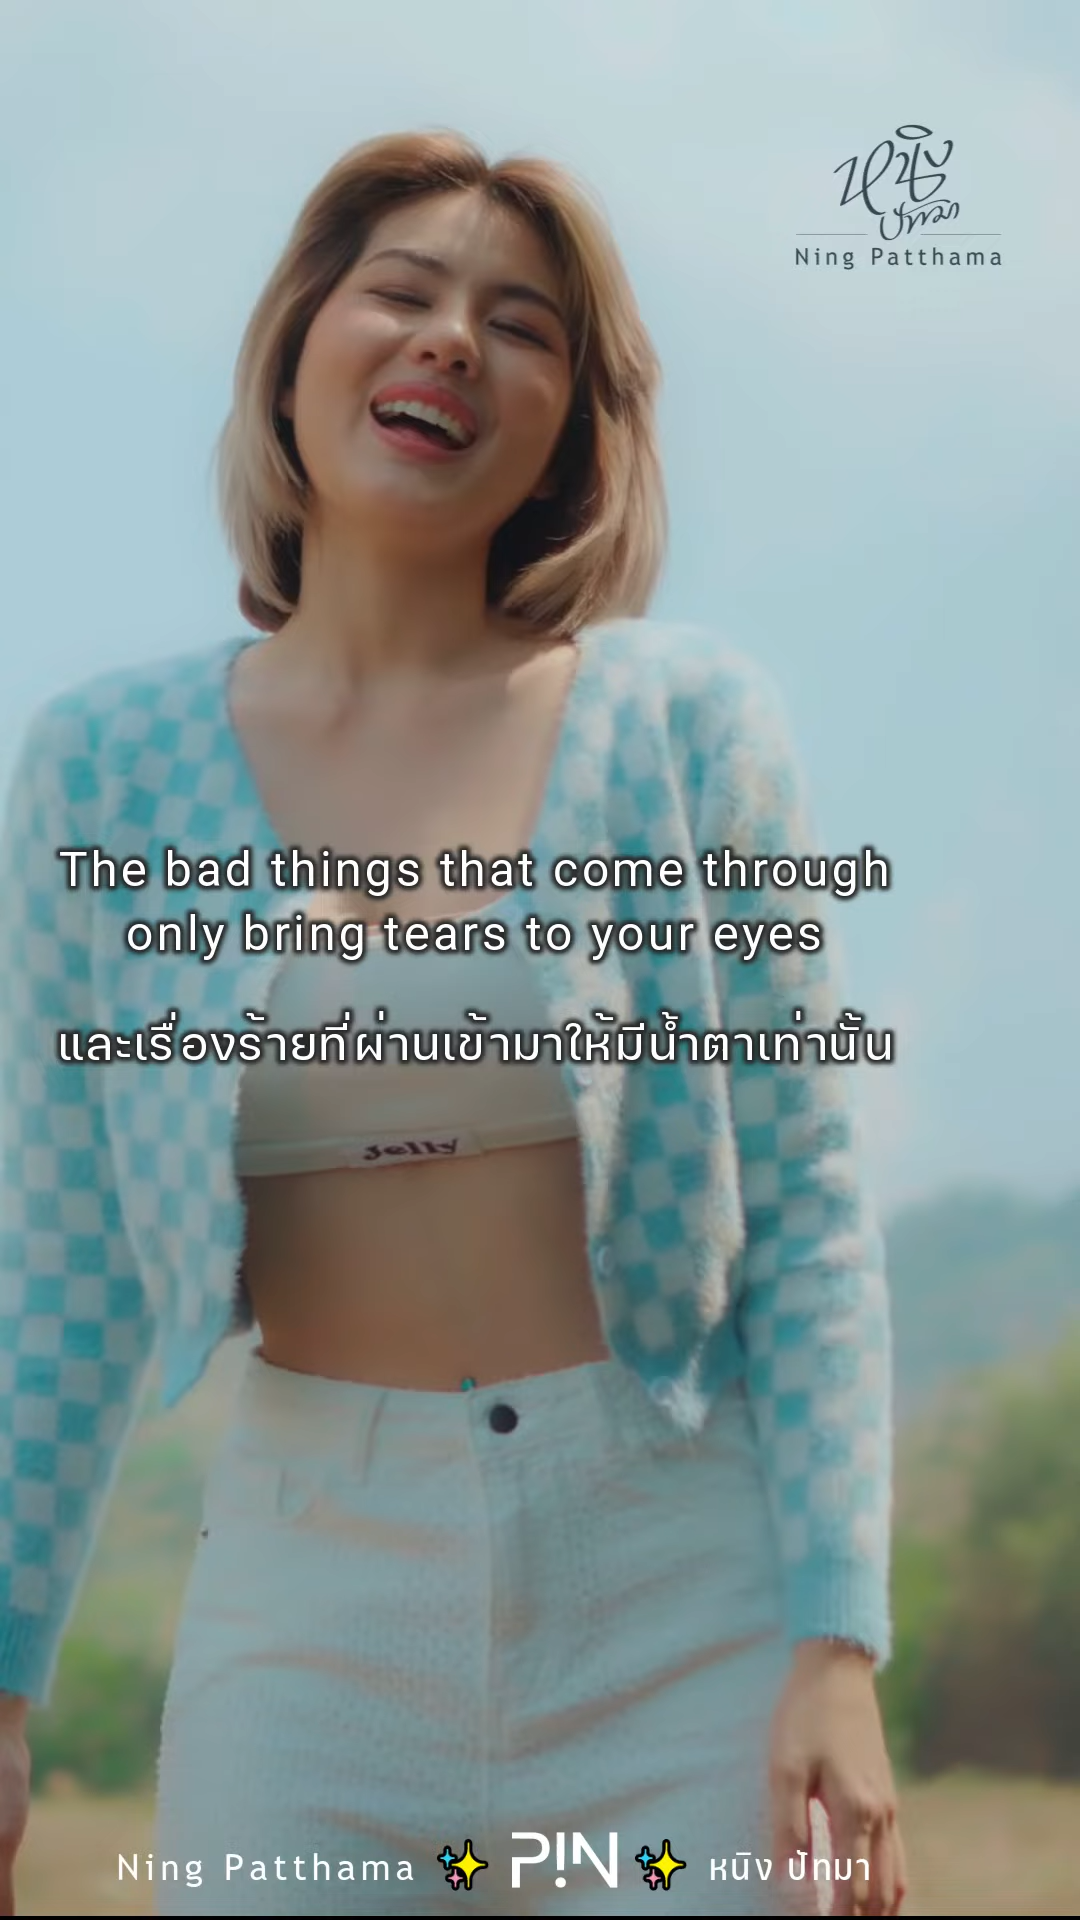 หนิง
ปัทมา
Ning Patthama
The bad things that come through
only bring tears to your eyes
และเรื่องร้ายที่ผ่านเข้ามาให้มีน้ำตาเท่านั้น
Jelly
Ning Patthama ✨ P!N ✨ หนิง ปัทมา